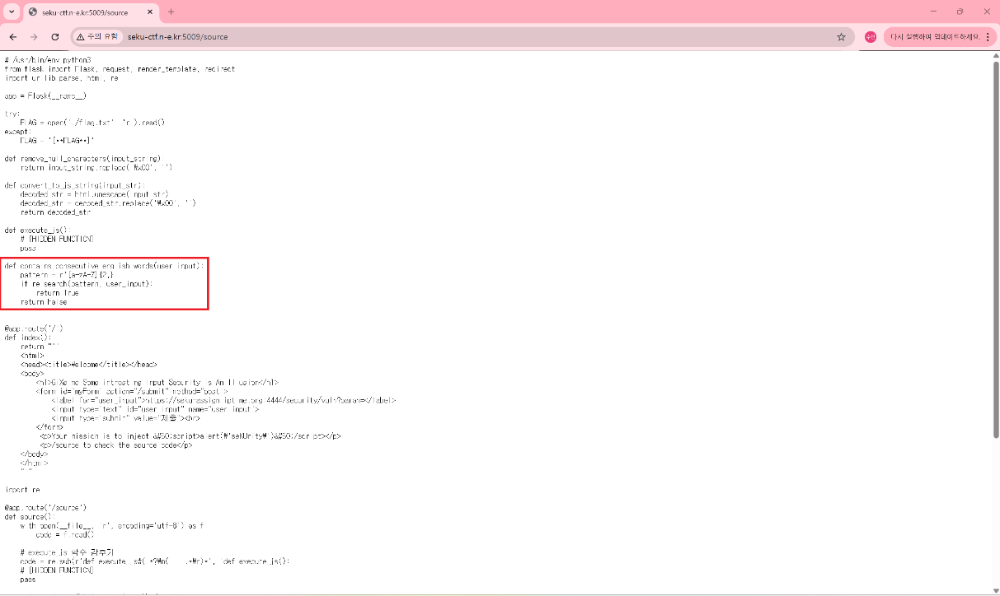 seku-ctf.n-e.kr:5009/source
주의 요함 seku-ctf.n-e.kr:5009/source 수민 다시 실행하여 업데이트하세요.
# /usr/bin/env python3
from flask import Flask, request, render_template, redirect
import urllib.parse, html, re
app = Flask(__name__)
try:
FLAG = open('./flag.txt' 'r').read()
except:
FLAG = '[**FLAG**]'
def remove_null_characters(input_string):
return input_string.replace('₩x00', '')
def convert_to_js_string(input_str):
decoded_str = html.unescape(input_str)
decoded_str = decoded_str.replace('₩x00', '')
return decoded_str
def execute_js():
# [HIDDEN FUNCTION]
pass
def contains_consecutive_english_words(user_input):
pattern = r'[a-zA-Z]{2,}
if re.search(pattern, user_input):
return True
return False
@app.route('/')
def index():
return """
<html>
<head><title>Welcome</title></head>
<body>
<h1>GiXe me Some intresting input Security Is An Illusion</h1>
<form id="myForm" action="/submit" method="post">
<label for="user_input">https://seku-assign.ipt me.org:4444/security/vuln?param=</label>
<input type="text" id="user_input" name="user_input">
<input type="submit" value="제출"><br>
</form>
<p>Your mission is to inject &#60;script>alert(₩'seKUrity₩')&#60;/script></p>
<p>/source to check the source code</p>
</body>
</html>
"""
import re
@app.route('/source')
def source():
with open(__file__, 'r', encoding='utf-8') as f
code = f.read()
# execute_js 함수 감추기
code = re.sub(r'def execute_js₩( *?₩n( .*₩n)*', def execute_js():
# [HIDDEN FUNCTION]
pass